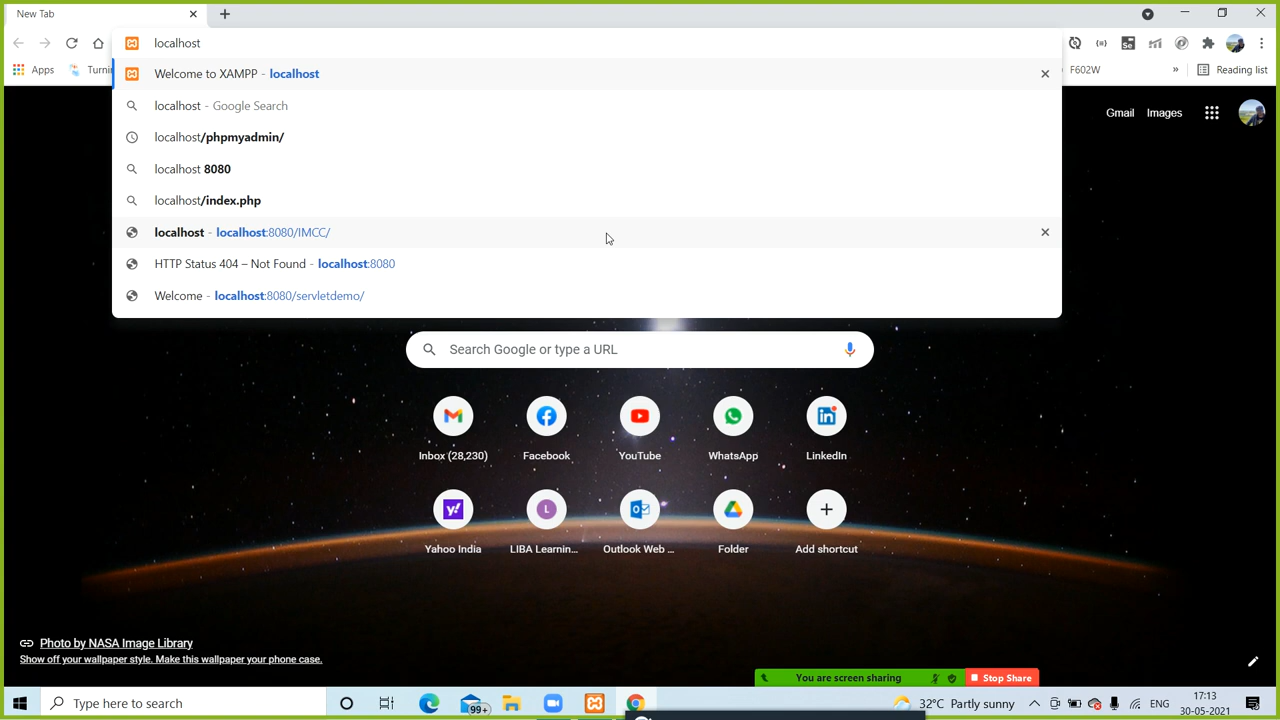 New Tab
localhost
Apps
Turnin
F602W
»
Reading list
Welcome to XAMPP - localhost
localhost - Google Search
localhost/phpmyadmin/
localhost 8080
localhost/index.php
localhost - localhost:8080/IMCC/
HTTP Status 404 – Not Found - localhost:8080
Welcome - localhost:8080/servletdemo/
Gmail Images
Search Google or type a URL
Inbox (28,230)
Facebook
YouTube
WhatsApp
LinkedIn
Yahoo India
LIBA Learnin...
Outlook Web ...
Folder
Add shortcut
Photo by NASA Image Library
Show off your wallpaper style. Make this wallpaper your phone case.
You are screen sharing
Stop Share
Type here to search
99+
32°C Partly sunny
ENG
17:13
30-05-2021